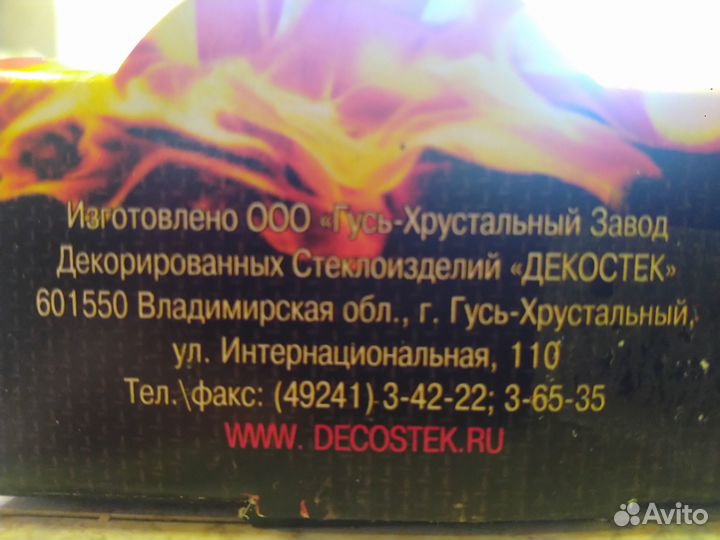 Изготовлено ООО «Гусь-Хрустальный Завод
Декорированных Стеклоизделий «ДЕКОСТЕК»
601550 Владимирская обл., г. Гусь-Хрустальный,
ул. Интернациональная, 110
Тел.\факс: (49241) 3-42-22; 3-65-35
WWW. DECOSTEK.RU
Avito